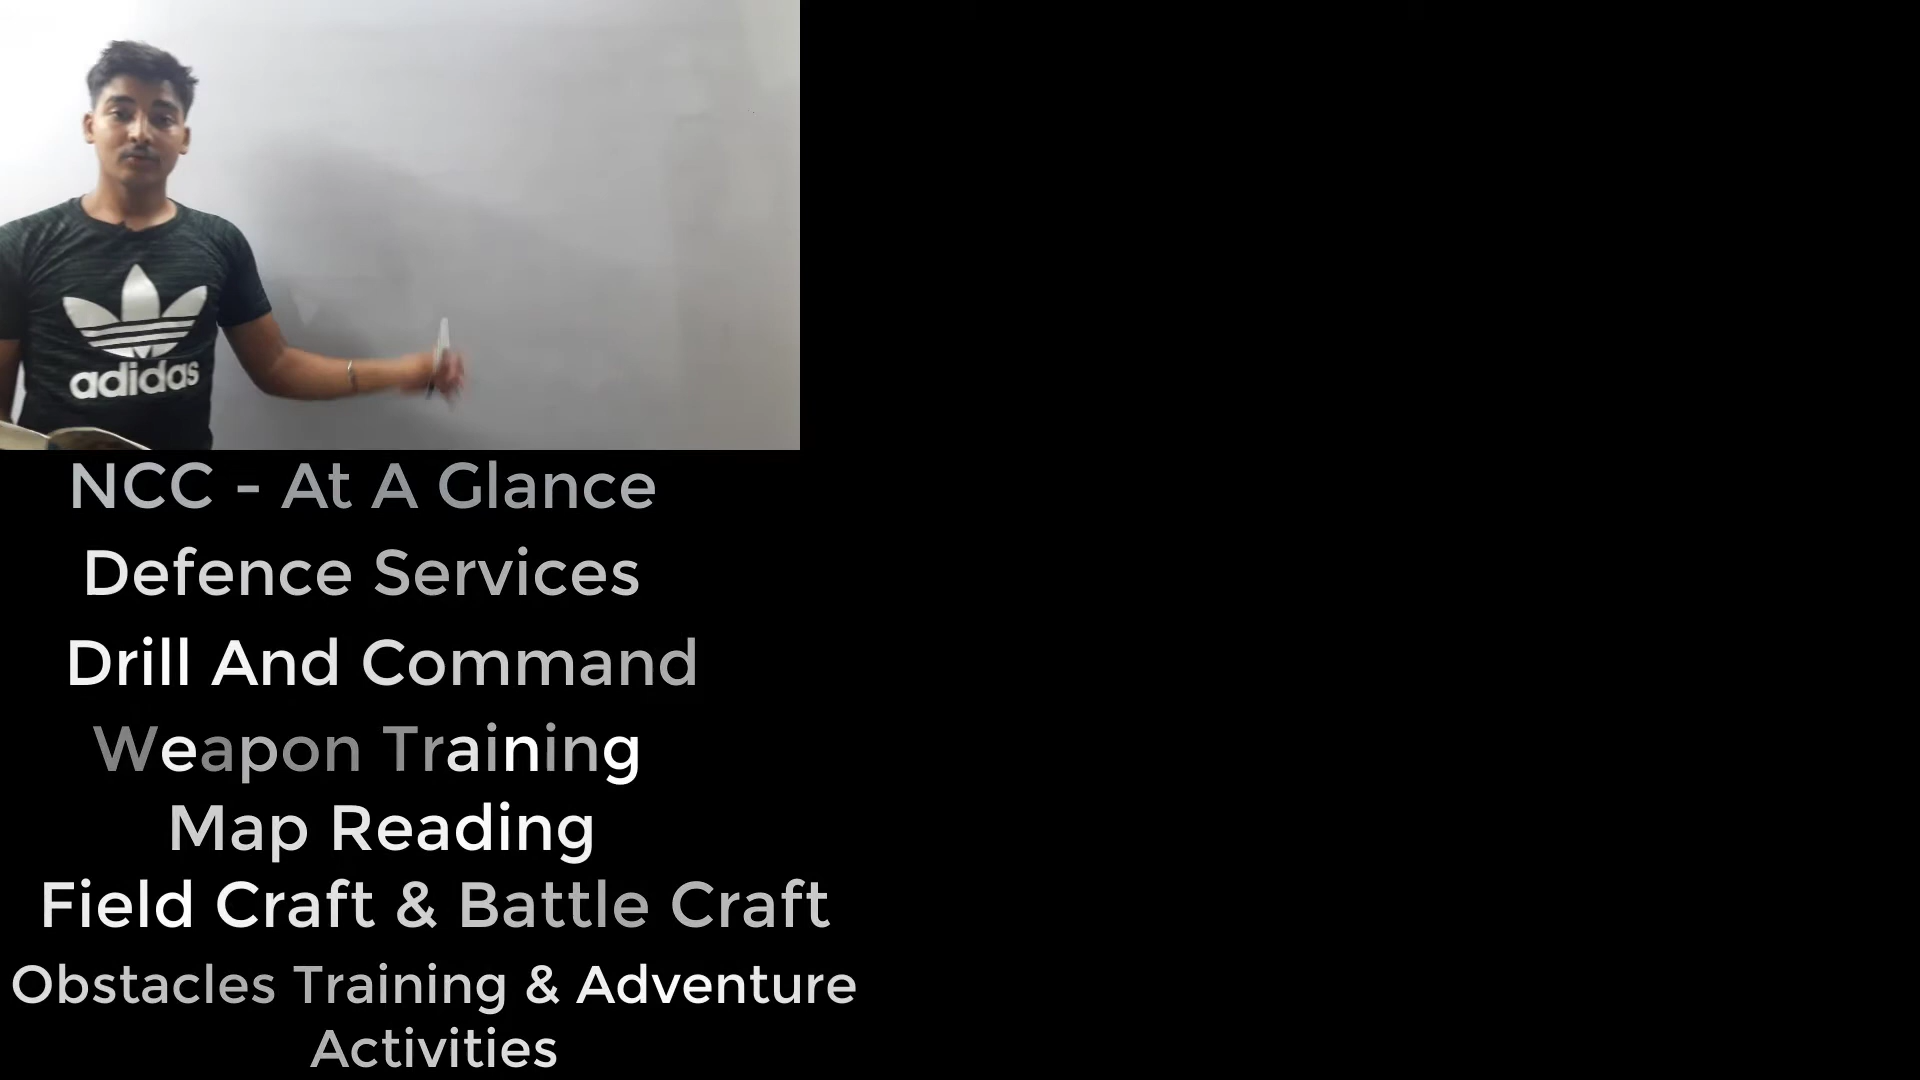 adidas
NCC - At A Glance
Defence Services
Drill And Command
Weapon Training
Map Reading
Field Craft & Battle Craft
Obstacles Training & Adventure
Activities